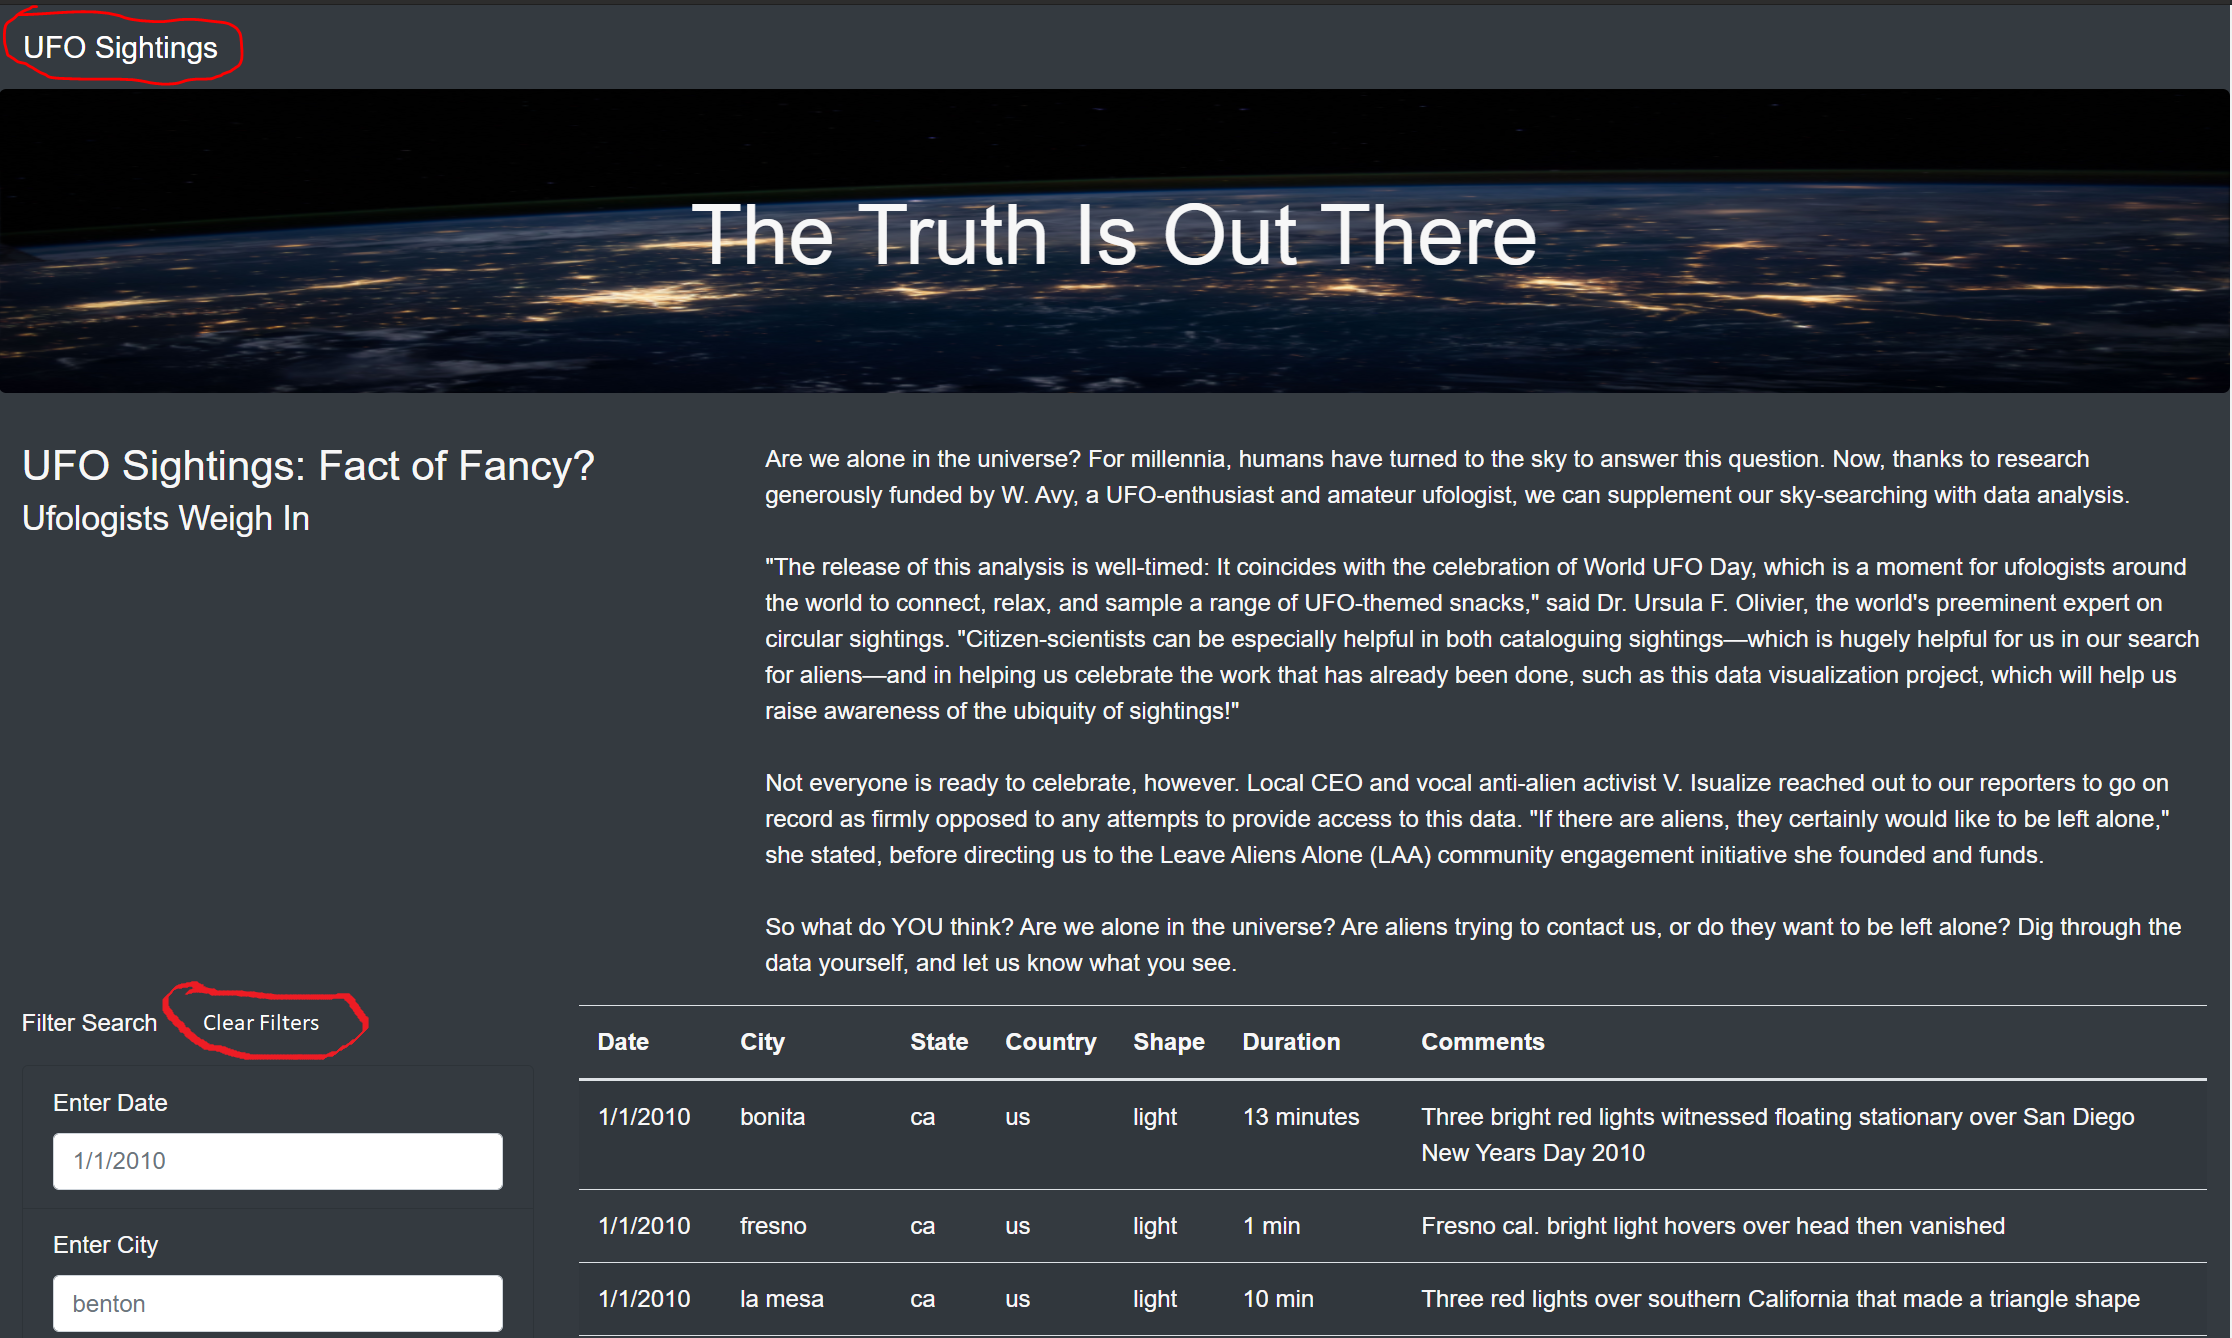 UFO Sightings
The Truth Is Out There
UFO Sightings: Fact of Fancy?
Ufologists Weigh In
Are we alone in the universe? For millennia, humans have turned to the sky to answer this question. Now, thanks to research
generously funded by W. Avy, a UFO-enthusiast and amateur ufologist, we can supplement our sky-searching with data analysis.
"The release of this analysis is well-timed: It coincides with the celebration of World UFO Day, which is a moment for ufologists around
the world to connect, relax, and sample a range of UFO-themed snacks," said Dr. Ursula F. Olivier, the world's preeminent expert on
circular sightings. "Citizen-scientists can be especially helpful in both cataloguing sightings—which is hugely helpful for us in our search
for aliens—and in helping us celebrate the work that has already been done, such as this data visualization project, which will help us
raise awareness of the ubiquity of sightings!"
Not everyone is ready to celebrate, however. Local CEO and vocal anti-alien activist V. Isualize reached out to our reporters to go on
record as firmly opposed to any attempts to provide access to this data. "If there are aliens, they certainly would like to be left alone,"
she stated, before directing us to the Leave Aliens Alone (LAA) community engagement initiative she founded and funds.
So what do YOU think? Are we alone in the universe? Are aliens trying to contact us, or do they want to be left alone? Dig through the
data yourself, and let us know what you see.
Filter Search Clear Filters
Enter Date
1/1/2010
Enter City
benton
Date City State Country Shape Duration Comments
1/1/2010 bonita ca us light 13 minutes Three bright red lights witnessed floating stationary over San Diego
New Years Day 2010
1/1/2010 fresno ca us light 1 min Fresno cal. bright light hovers over head then vanished
1/1/2010 la mesa ca us light 10 min Three red lights over southern California that made a triangle shape